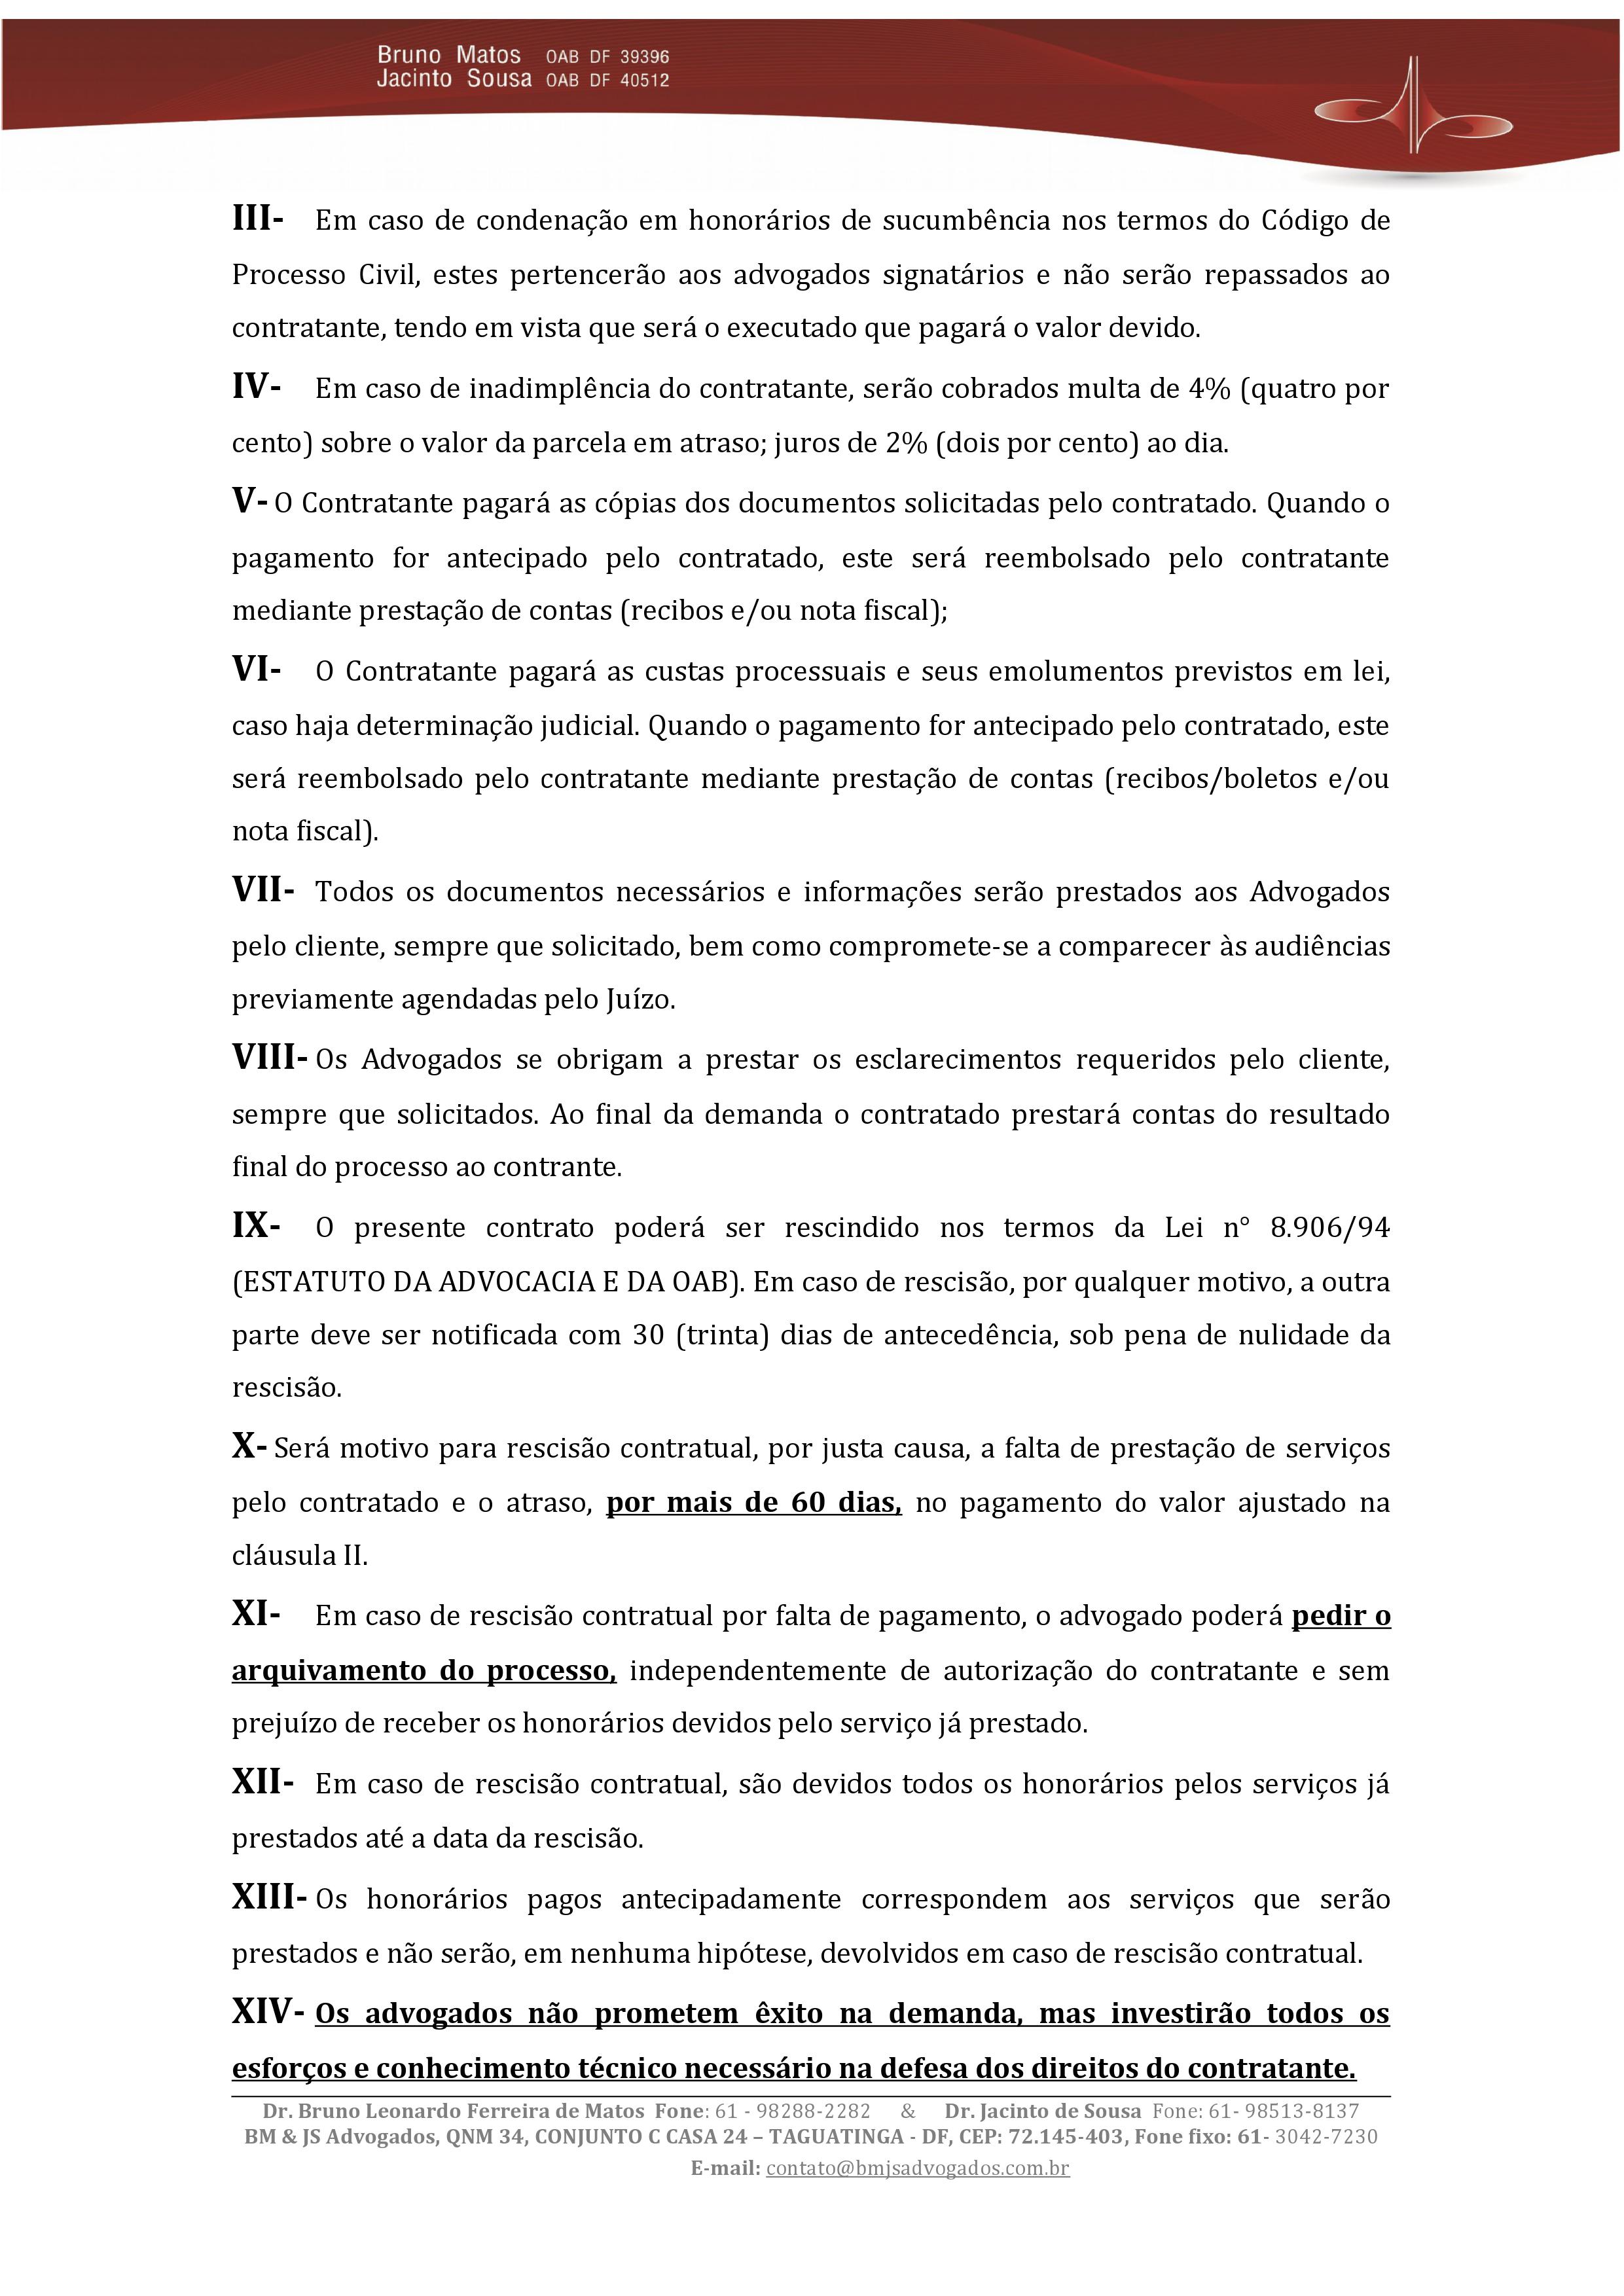 Bruno Matos OAB DF 39396
Jacinto Sousa OAB DF 40512
III- Em caso de condenação em honorários de sucumbência nos termos do Código de
Processo Civil, estes pertencerão aos advogados signatários e não serão repassados ao
contratante, tendo em vista que será o executado que pagará o valor devido.
IV- Em caso de inadimplência do contratante, serão cobrados multa de 4% (quatro por
cento) sobre o valor da parcela em atraso; juros de 2% (dois por cento) ao dia.
V- O Contratante pagará as cópias dos documentos solicitadas pelo contratado. Quando o
pagamento for antecipado pelo contratado, este será reembolsado pelo contratante
mediante prestação de contas (recibos e/ou nota fiscal);
VI- O Contratante pagará as custas processuais e seus emolumentos previstos em lei,
caso haja determinação judicial. Quando o pagamento for antecipado pelo contratado, este
será reembolsado pelo contratante mediante prestação de contas (recibos/boletos e/ou
nota fiscal).
VII- Todos os documentos necessários e informações serão prestados aos Advogados
pelo cliente, sempre que solicitado, bem como compromete-se a comparecer às audiências
previamente agendadas pelo Juízo.
VIII- Os Advogados se obrigam a prestar os esclarecimentos requeridos pelo cliente,
sempre que solicitados. Ao final da demanda o contratado prestará contas do resultado
final do processo ao contrante.
IX- O presente contrato poderá ser rescindido nos termos da Lei n° 8.906/94
(ESTATUTO DA ADVOCACIA E DA OAB). Em caso de rescisão, por qualquer motivo, a outra
parte deve ser notificada com 30 (trinta) dias de antecedência, sob pena de nulidade da
rescisão.
X- Será motivo para rescisão contratual, por justa causa, a falta de prestação de serviços
pelo contratado e o atraso, por mais de 60 dias, no pagamento do valor ajustado na
cláusula II.
XI- Em caso de rescisão contratual por falta de pagamento, o advogado poderá pedir o
arquivamento do processo, independentemente de autorização do contratante e sem
prejuízo de receber os honorários devidos pelo serviço já prestado.
XII- Em caso de rescisão contratual, são devidos todos os honorários pelos serviços já
prestados até a data da rescisão.
XIII- Os honorários pagos antecipadamente correspondem aos serviços que serão
prestados e não serão, em nenhuma hipótese, devolvidos em caso de rescisão contratual.
XIV- Os advogados não prometem êxito na demanda, mas investirão todos os
esforços e conhecimento técnico necessário na defesa dos direitos do contratante.
Dr. Bruno Leonardo Ferreira de Matos Fone: 61 - 98288-2282 & Dr. Jacinto de Sousa Fone: 61- 98513-8137
BM & JS Advogados, QNM 34, CONJUNTO C CASA 24 – TAGUATINGA - DF, CEP: 72.145-403, Fone fixo: 61- 3042-7230
E-mail: contato@bmjsadvogados.com.br